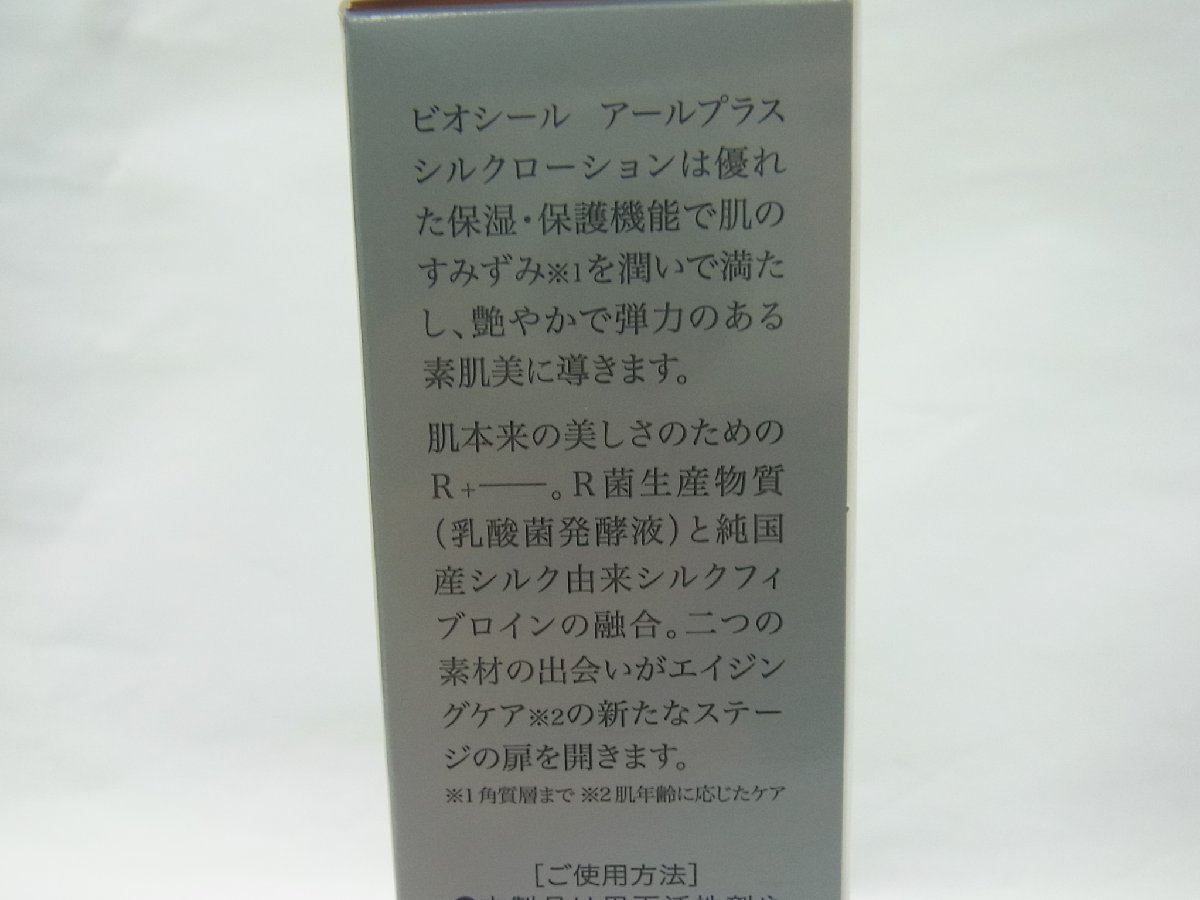 ビオシール　アールプラス
シルクローションは優れ
た保湿・保護機能で肌の
すみずみ※1を潤いで満た
し、艶やかで弾力のある
素肌美に導きます。
肌本来の美しさのための
R+――。R菌生産物質
(乳酸菌発酵液)と純国
産シルク由来シルクフィ
ブロインの融合。二つの
素材の出会いがエイジン
グケア※2の新たなステー
ジの扉を開きます。
※1角質層まで ※2肌年齢に応じたケア
[ご使用方法]